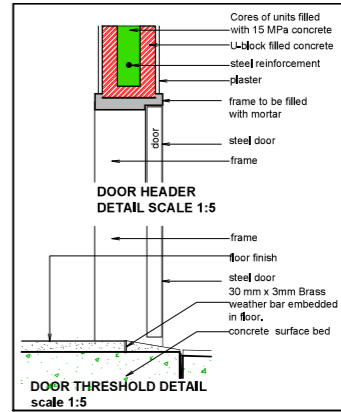 Cores of units filled
with 15 MPa concrete
U-block filled concrete
steel reinforcement
plaster
frame to be filled
with mortar
door
steel door
frame
DOOR HEADER
DETAIL SCALE 1:5
frame
floor finish
steel door
30 mm x 3mm Brass
weather bar embedded
in floor.
concrete surface bed
DOOR THRESHOLD DETAIL
scale 1:5